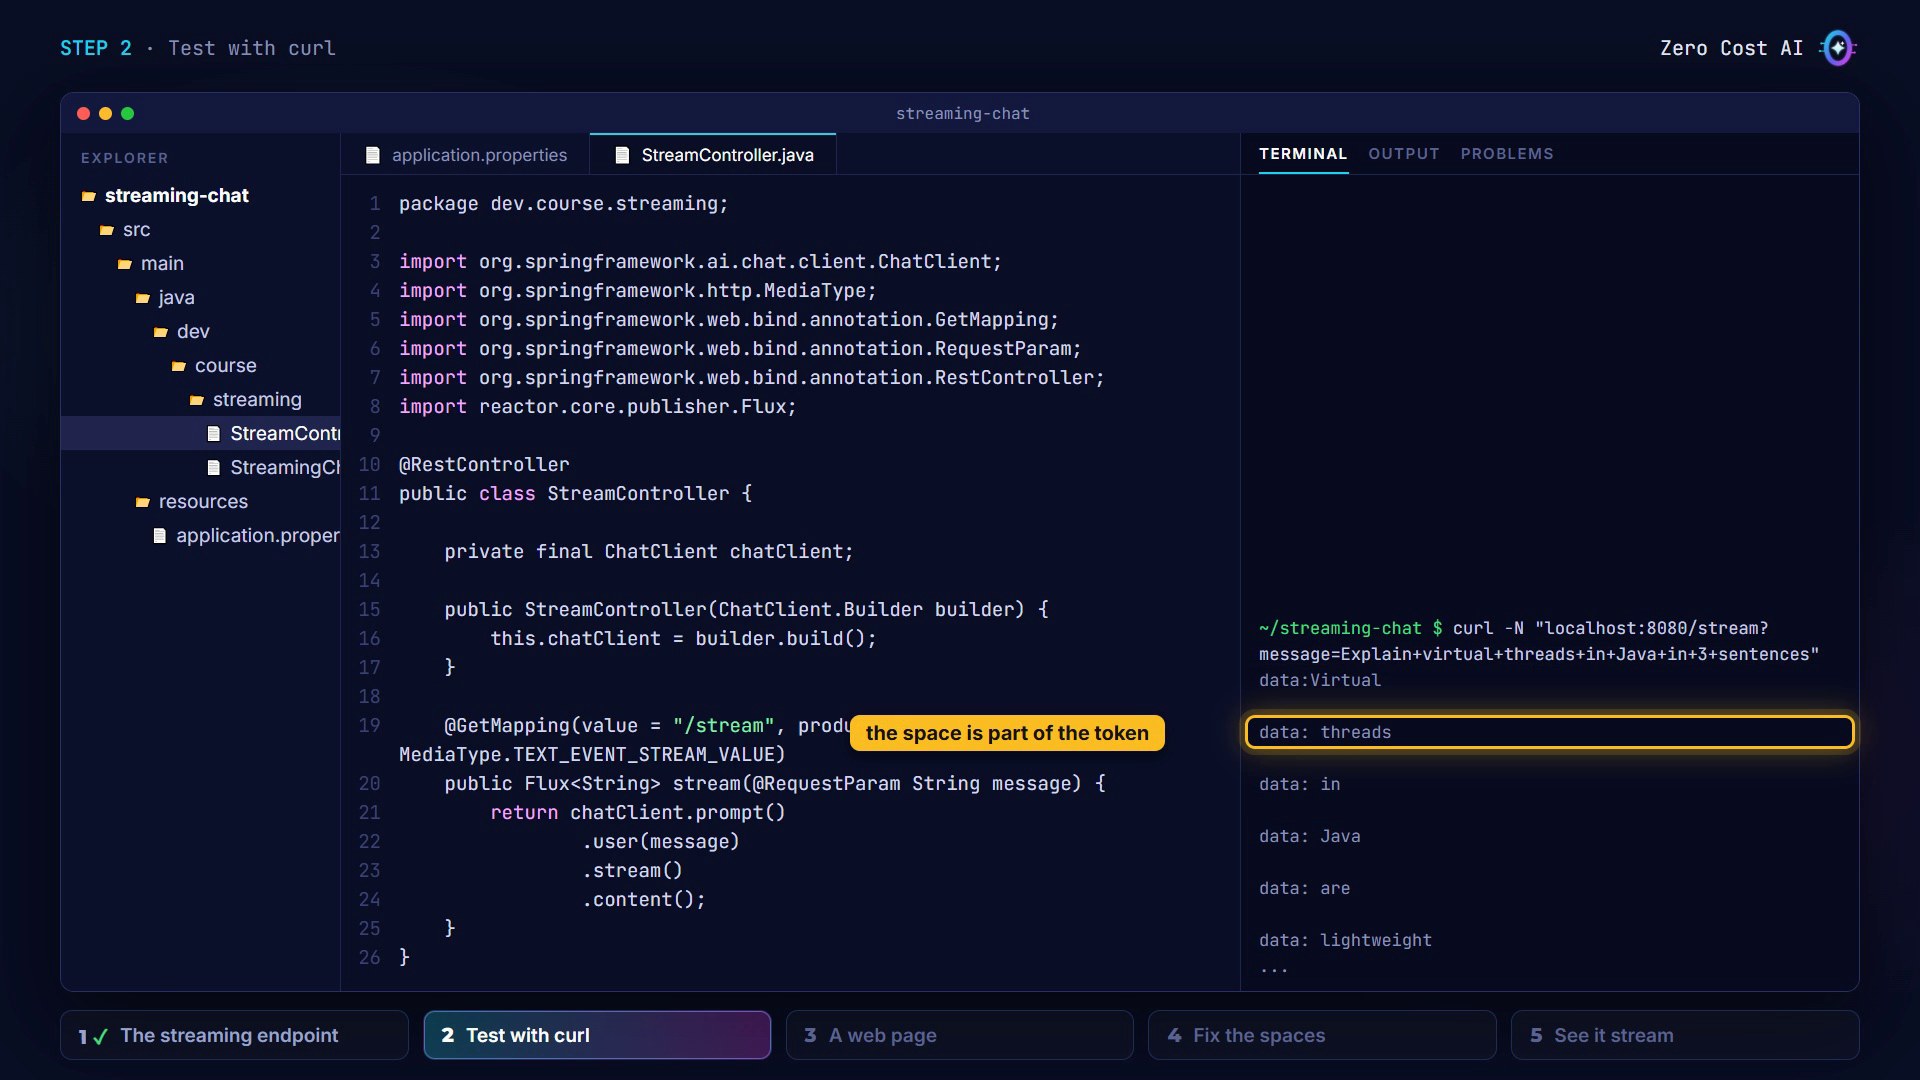 STEP 2 · Test with curl
Zero Cost AI
streaming-chat
EXPLORER
streaming-chat
src
main
java
dev
course
streaming
StreamContr
StreamingCh
resources
application.proper
application.properties
StreamController.java
1 package dev.course.streaming;
2
3 import org.springframework.ai.chat.client.ChatClient;
4 import org.springframework.http.MediaType;
5 import org.springframework.web.bind.annotation.GetMapping;
6 import org.springframework.web.bind.annotation.RequestParam;
7 import org.springframework.web.bind.annotation.RestController;
8 import reactor.core.publisher.Flux;
9
10 @RestController
11 public class StreamController {
12
13     private final ChatClient chatClient;
14
15     public StreamController(ChatClient.Builder builder) {
16         this.chatClient = builder.build();
17     }
18
19     @GetMapping(value = "/stream", produ
MediaType.TEXT_EVENT_STREAM_VALUE)
20     public Flux<String> stream(@RequestParam String message) {
21         return chatClient.prompt()
22                 .user(message)
23                 .stream()
24                 .content();
25     }
26 }
the space is part of the token
TERMINAL OUTPUT PROBLEMS
~/streaming-chat $ curl -N "localhost:8080/stream?
message=Explain+virtual+threads+in+Java+in+3+sentences"
data:Virtual
data: threads
data: in
data: Java
data: are
data: lightweight
...
1 ✓ The streaming endpoint
2 Test with curl
3 A web page
4 Fix the spaces
5 See it stream